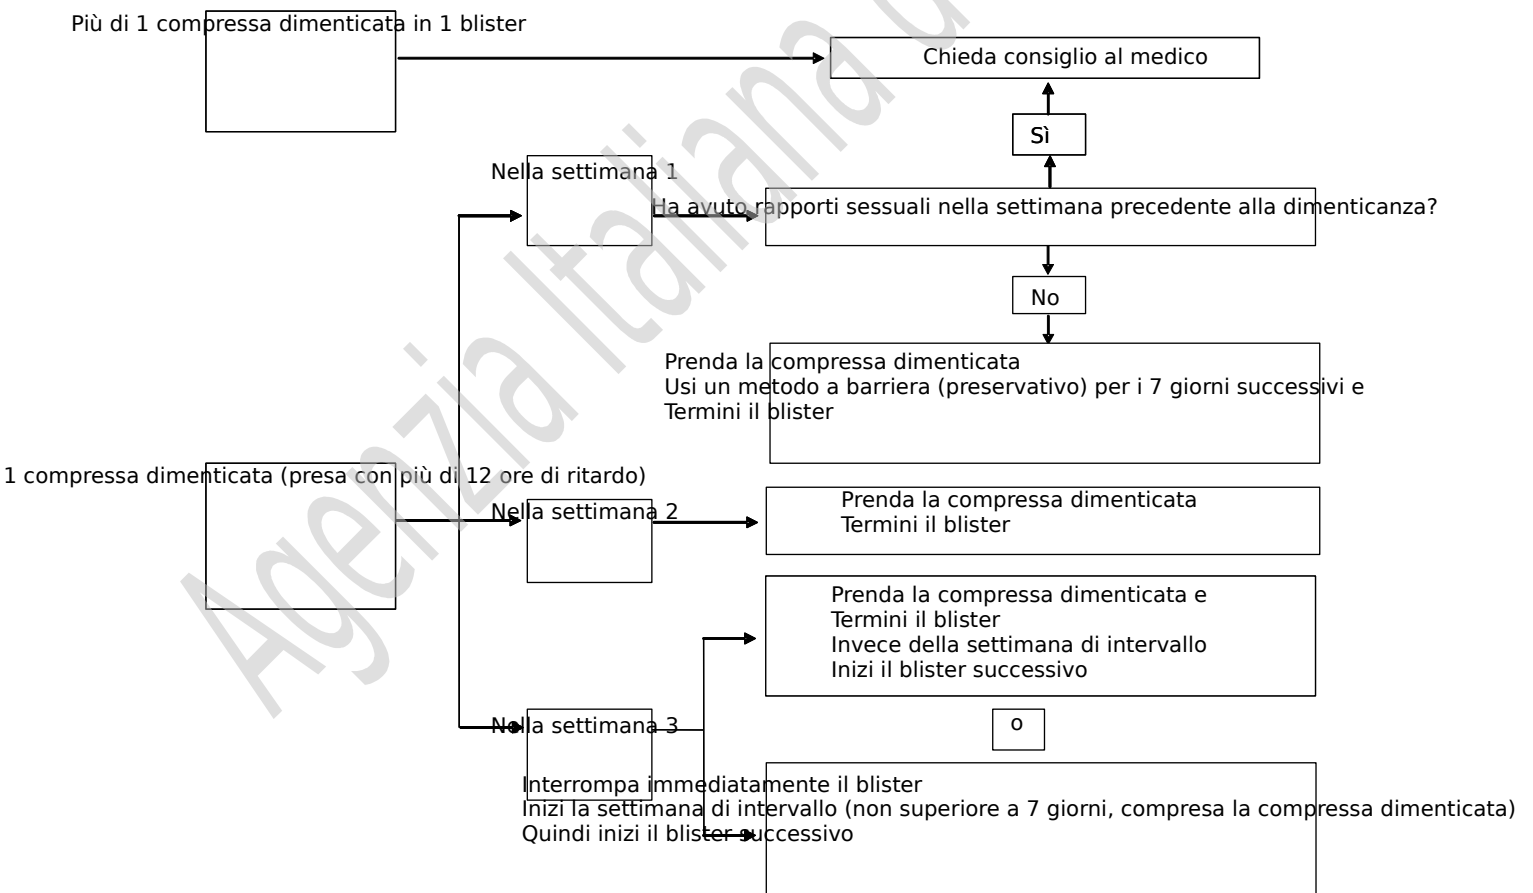 Più di 1 compressa dimenticata in 1 blister
Chieda consiglio al medico
Sì
Nella settimana 1
Ha avuto rapporti sessuali nella settimana precedente alla dimenticanza?
No
Prenda la compressa dimenticata
Usi un metodo a barriera (preservativo) per i 7 giorni successivi e
Termini il blister
1 compressa dimenticata (presa con più di 12 ore di ritardo)
Nella settimana 2
Prenda la compressa dimenticata
Termini il blister
Prenda la compressa dimenticata e
Termini il blister
Invece della settimana di intervallo
Inizi il blister successivo
Nella settimana 3
o
Interrompa immediatamente il blister
Inizi la settimana di intervallo (non superiore a 7 giorni, compresa la compressa dimenticata)
Quindi inizi il blister successivo
Agenzia Italiana d